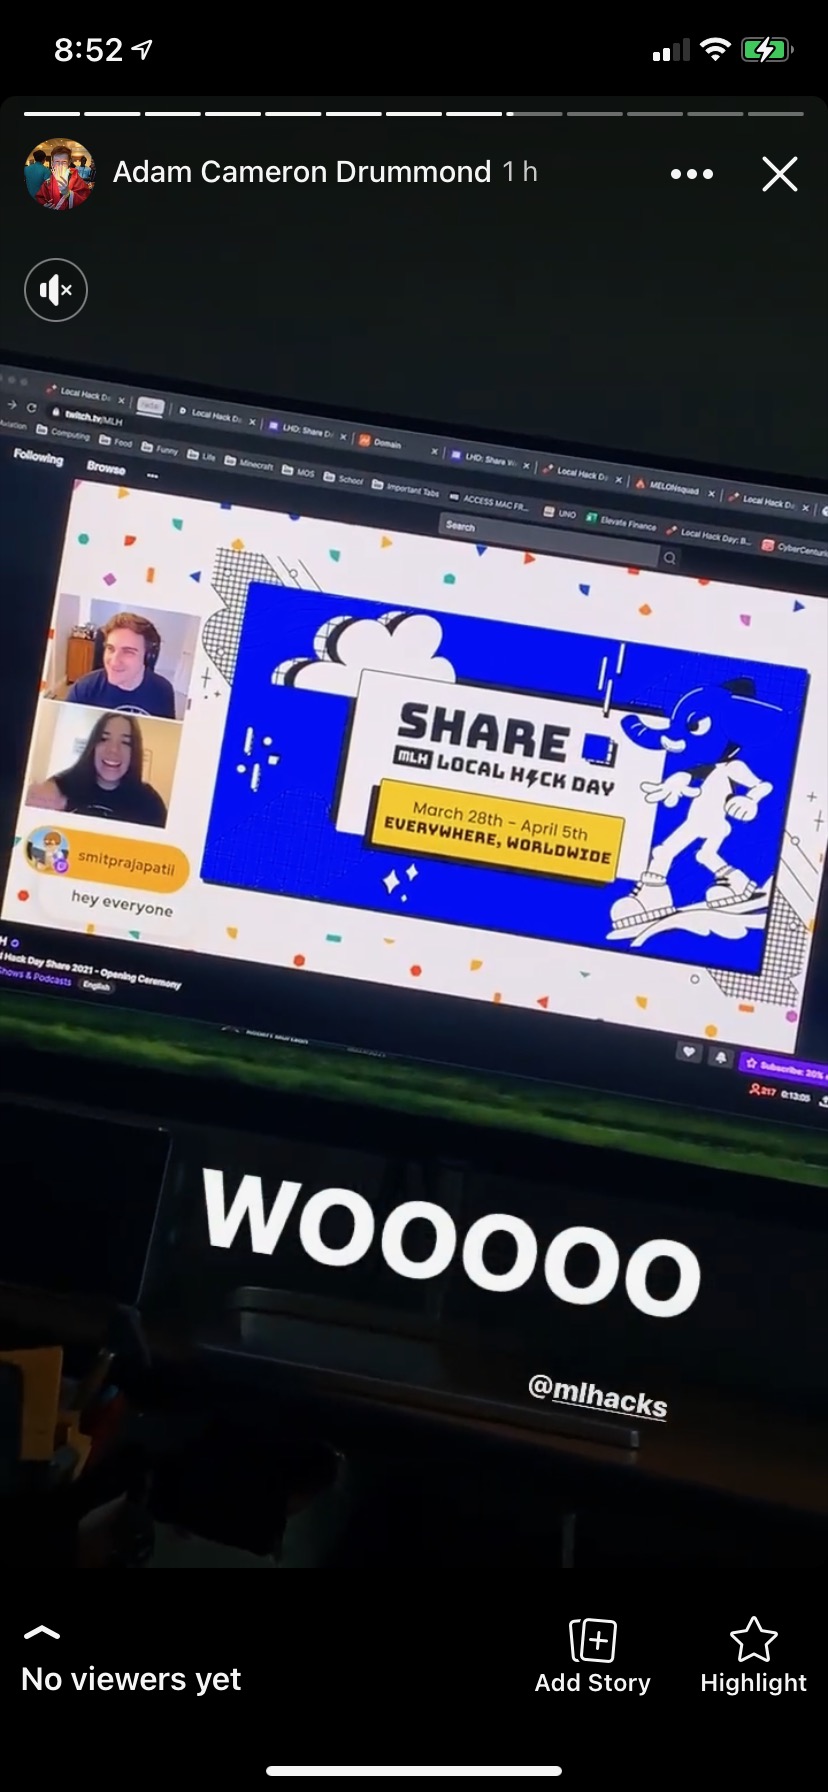 8:52
Adam Cameron Drummond 1 h
Local Hack Da
Local Hack Da
LHD: Share Da
Domain
LHD: Share W
Local Hack Da
MELONsquad
Local Hack Da
twitch.tv/MLH
Aviation Computing Food Funny Life Minecraft MOS School Important Tabs ACCESS MAC FR... UNO Elevate Finance Local Hack Day: B... CyberCenturio
Following Browse
Search
SHARE
MLH LOCAL HACK DAY
March 28th - April 5th
EVERYWHERE, WORLDWIDE
smitprajapatii
hey everyone
Hack Day Share 2021 - Opening Ceremony
Shows & Podcasts English
Subscribe: 20%
217 0:13:05
WOOOOO
@mlhacks
No viewers yet
Add Story
Highlight